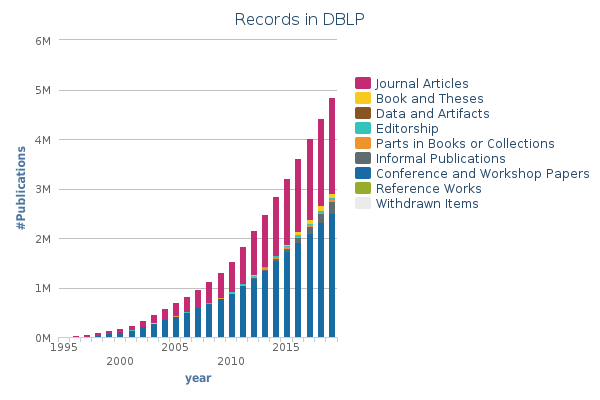 Records in DBLP
6M
5M
4M
3M
2M
1M
0M
#Publications
1995
2000
2005
2010
2015
year
Journal Articles
Book and Theses
Data and Artifacts
Editorship
Parts in Books or Collections
Informal Publications
Conference and Workshop Papers
Reference Works
Withdrawn Items